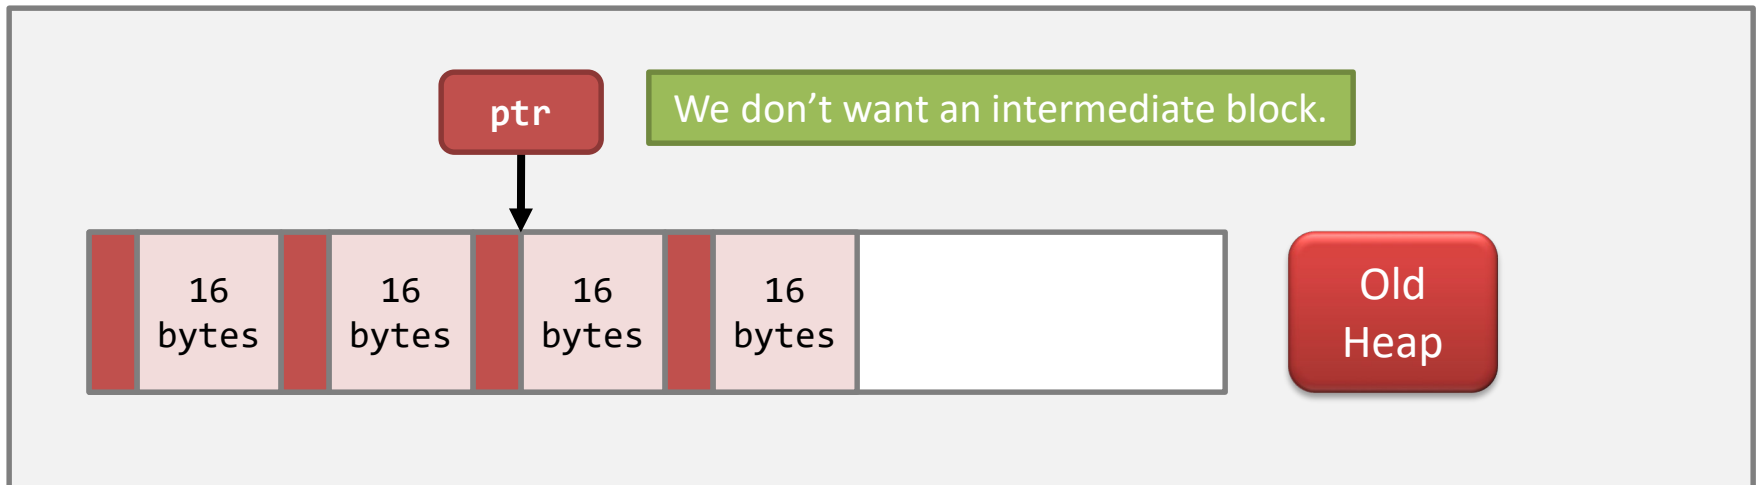 ptr
We don’t want an intermediate block.
16
bytes
16
bytes
16
bytes
16
bytes
Old
Heap